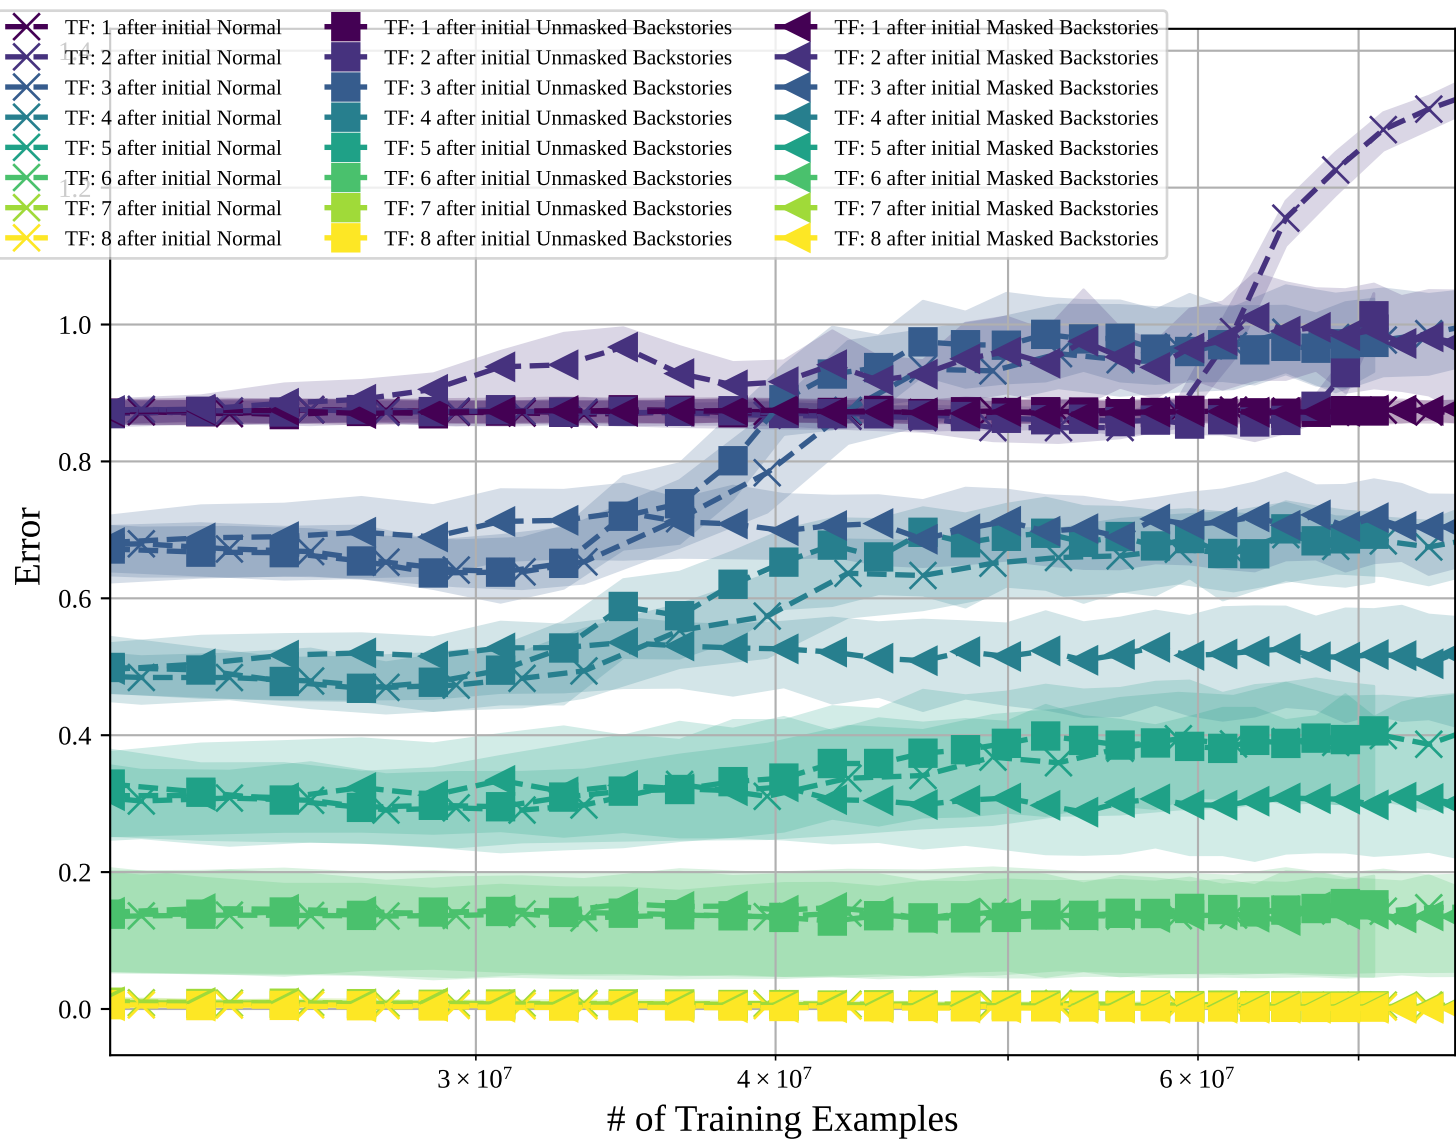 TF: 1 after initial Normal TF: 1 after initial Unmasked Backstories TF: 1 after initial Masked Backstories
1.4
TF: 2 after initial Normal TF: 2 after initial Unmasked Backstories TF: 2 after initial Masked Backstories
TF: 3 after initial Normal TF: 3 after initial Unmasked Backstories TF: 3 after initial Masked Backstories
TF: 4 after initial Normal TF: 4 after initial Unmasked Backstories TF: 4 after initial Masked Backstories
TF: 5 after initial Normal TF: 5 after initial Unmasked Backstories TF: 5 after initial Masked Backstories
TF: 6 after initial Normal TF: 6 after initial Unmasked Backstories TF: 6 after initial Masked Backstories
1.2
TF: 7 after initial Normal TF: 7 after initial Unmasked Backstories TF: 7 after initial Masked Backstories
TF: 8 after initial Normal TF: 8 after initial Unmasked Backstories TF: 8 after initial Masked Backstories
1.0
0.8
0.6
0.4
0.2
0.0
Error
3 × 10⁷ 4 × 10⁷ 6 × 10⁷
# of Training Examples